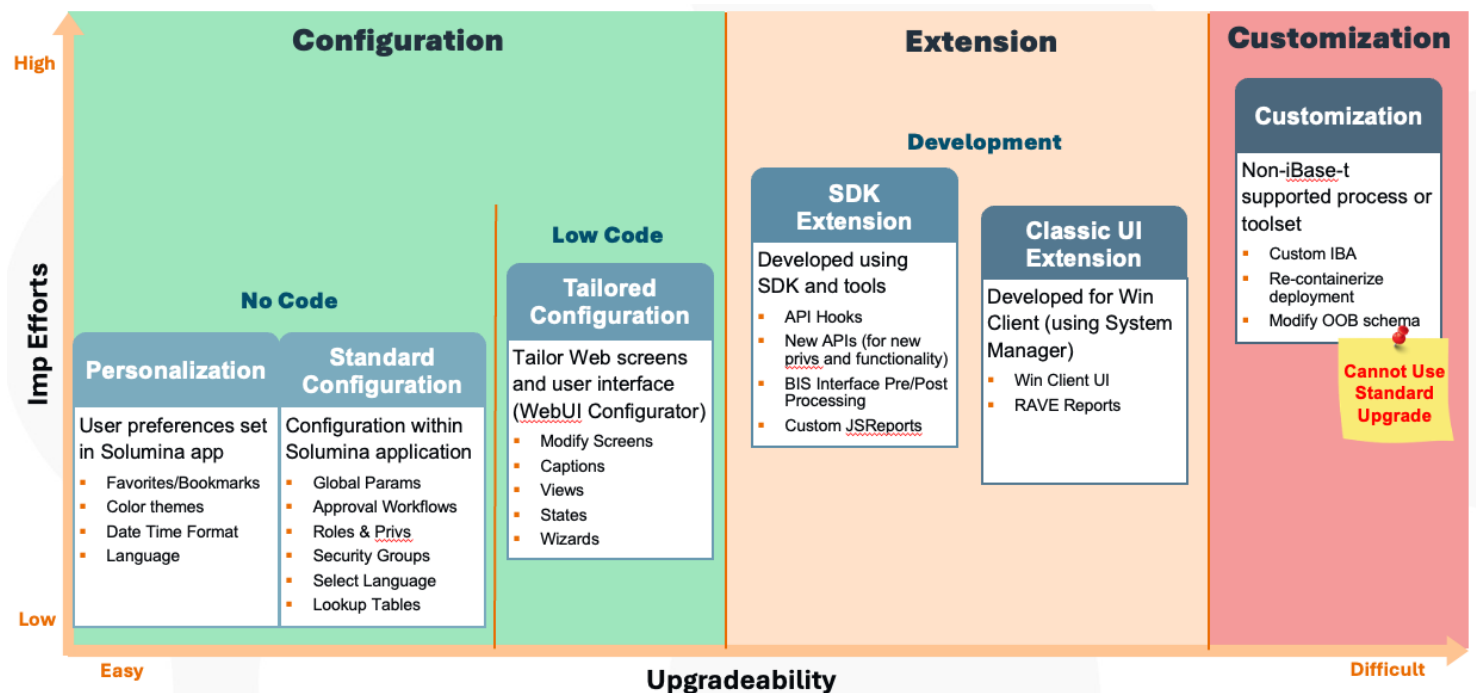 Configuration
Extension
Customization
High
Imp Efforts
Low
No Code
Personalization
User preferences set
in Solumina app
Favorites/Bookmarks
Color themes
Date Time Format
Language
Standard
Configuration
Configuration within
Solumina application
Global Params
Approval Workflows
Roles & Privs
Security Groups
Select Language
Lookup Tables
Low Code
Tailored
Configuration
Tailor Web screens
and user interface
(WebUI Configurator)
Modify Screens
Captions
Views
States
Wizards
Development
SDK
Extension
Developed using
SDK and tools
API Hooks
New APIs (for new
privs and functionality)
BIS Interface Pre/Post
Processing
Custom JSReports
Classic UI
Extension
Developed for Win
Client (using System
Manager)
Win Client UI
RAVE Reports
Customization
Non-iBase-t
supported process or
toolset
Custom IBA
Re-containerize
deployment
Modify OOB schema
Cannot Use
Standard
Upgrade
Easy
Upgradeability
Difficult